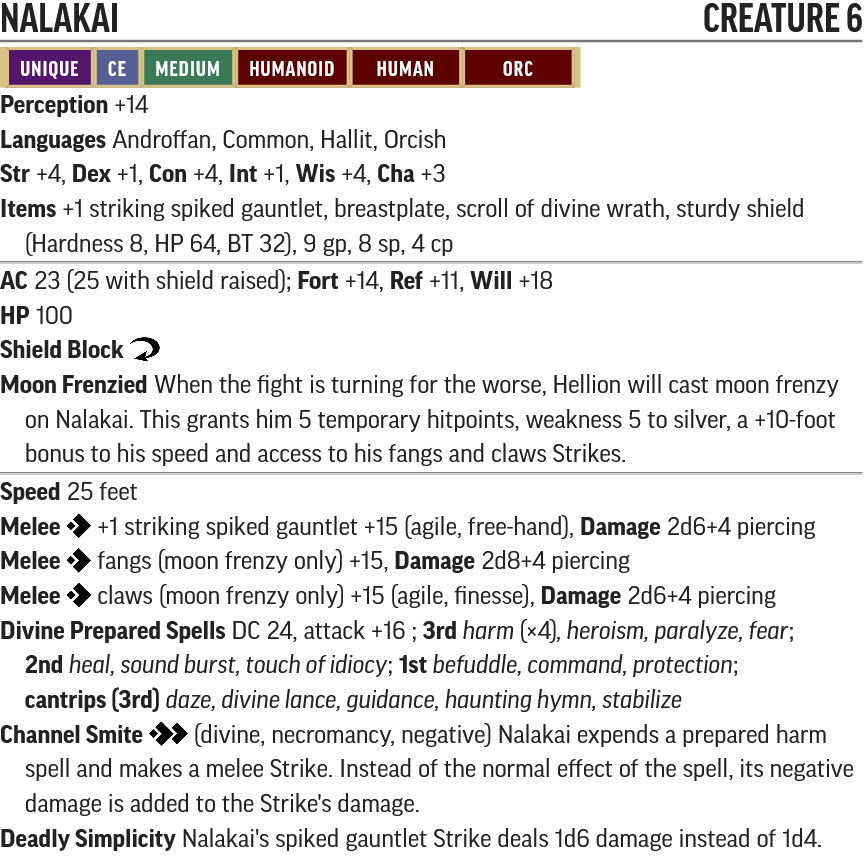 NALAKAI CREATURE 6
UNIQUE CE MEDIUM HUMANOID HUMAN ORC
Perception +14
Languages Androffan, Common, Hallit, Orcish
Str +4, Dex +1, Con +4, Int +1, Wis +4, Cha +3
Items +1 striking spiked gauntlet, breastplate, scroll of divine wrath, sturdy shield
(Hardness 8, HP 64, BT 32), 9 gp, 8 sp, 4 cp
AC 23 (25 with shield raised); Fort +14, Ref +11, Will +18
HP 100
Shield Block
Moon Frenzied When the fight is turning for the worse, Hellion will cast moon frenzy
on Nalakai. This grants him 5 temporary hitpoints, weakness 5 to silver, a +10-foot
bonus to his speed and access to his fangs and claws Strikes.
Speed 25 feet
Melee +1 striking spiked gauntlet +15 (agile, free-hand), Damage 2d6+4 piercing
Melee fangs (moon frenzy only) +15, Damage 2d8+4 piercing
Melee claws (moon frenzy only) +15 (agile, finesse), Damage 2d6+4 piercing
Divine Prepared Spells DC 24, attack +16 ; 3rd harm (×4), heroism, paralyze, fear;
2nd heal, sound burst, touch of idiocy; 1st befuddle, command, protection;
cantrips (3rd) daze, divine lance, guidance, haunting hymn, stabilize
Channel Smite (divine, necromancy, negative) Nalakai expends a prepared harm
spell and makes a melee Strike. Instead of the normal effect of the spell, its negative
damage is added to the Strike's damage.
Deadly Simplicity Nalakai's spiked gauntlet Strike deals 1d6 damage instead of 1d4.